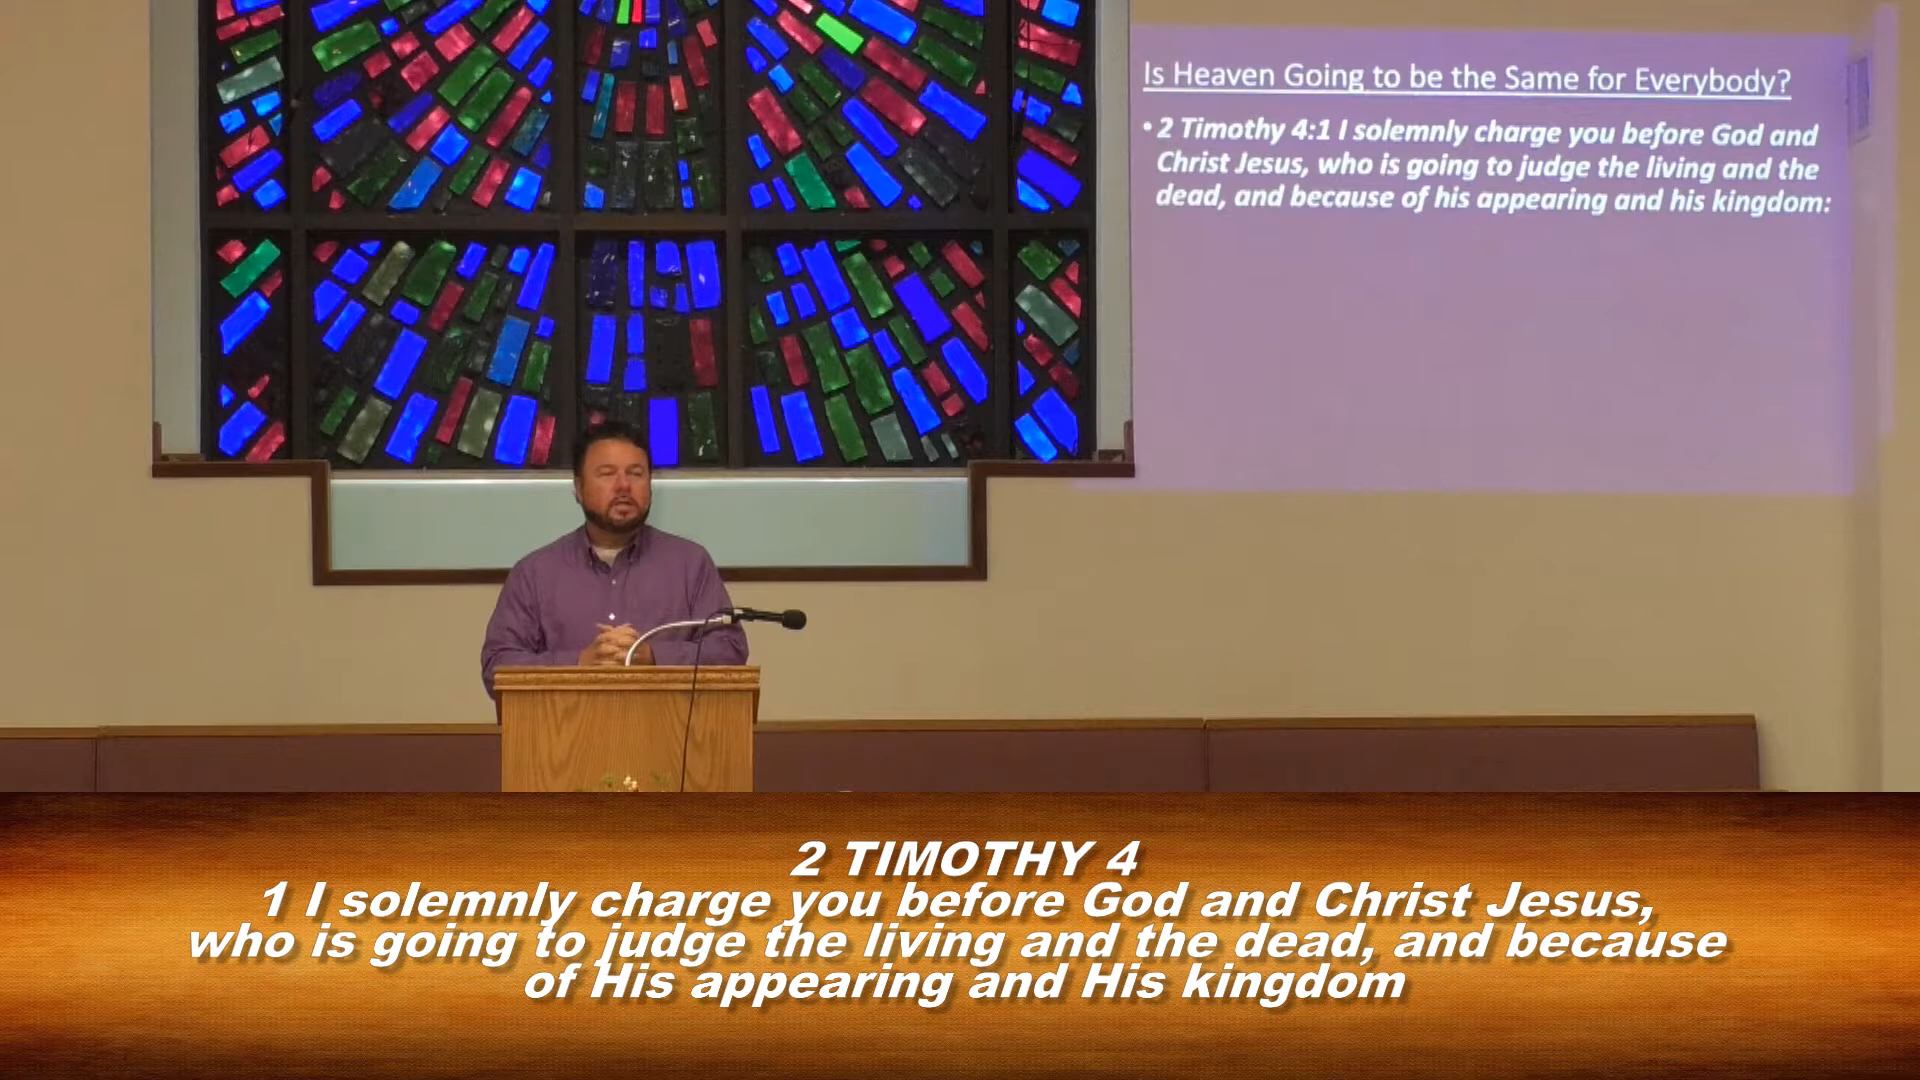 Is Heaven Going to be the Same for Everybody?
• 2 Timothy 4:1 I solemnly charge you before God and
Christ Jesus, who is going to judge the living and the
dead, and because of his appearing and his kingdom:
2 TIMOTHY 4
1 I solemnly charge you before God and Christ Jesus,
who is going to judge the living and the dead, and because
of His appearing and His kingdom